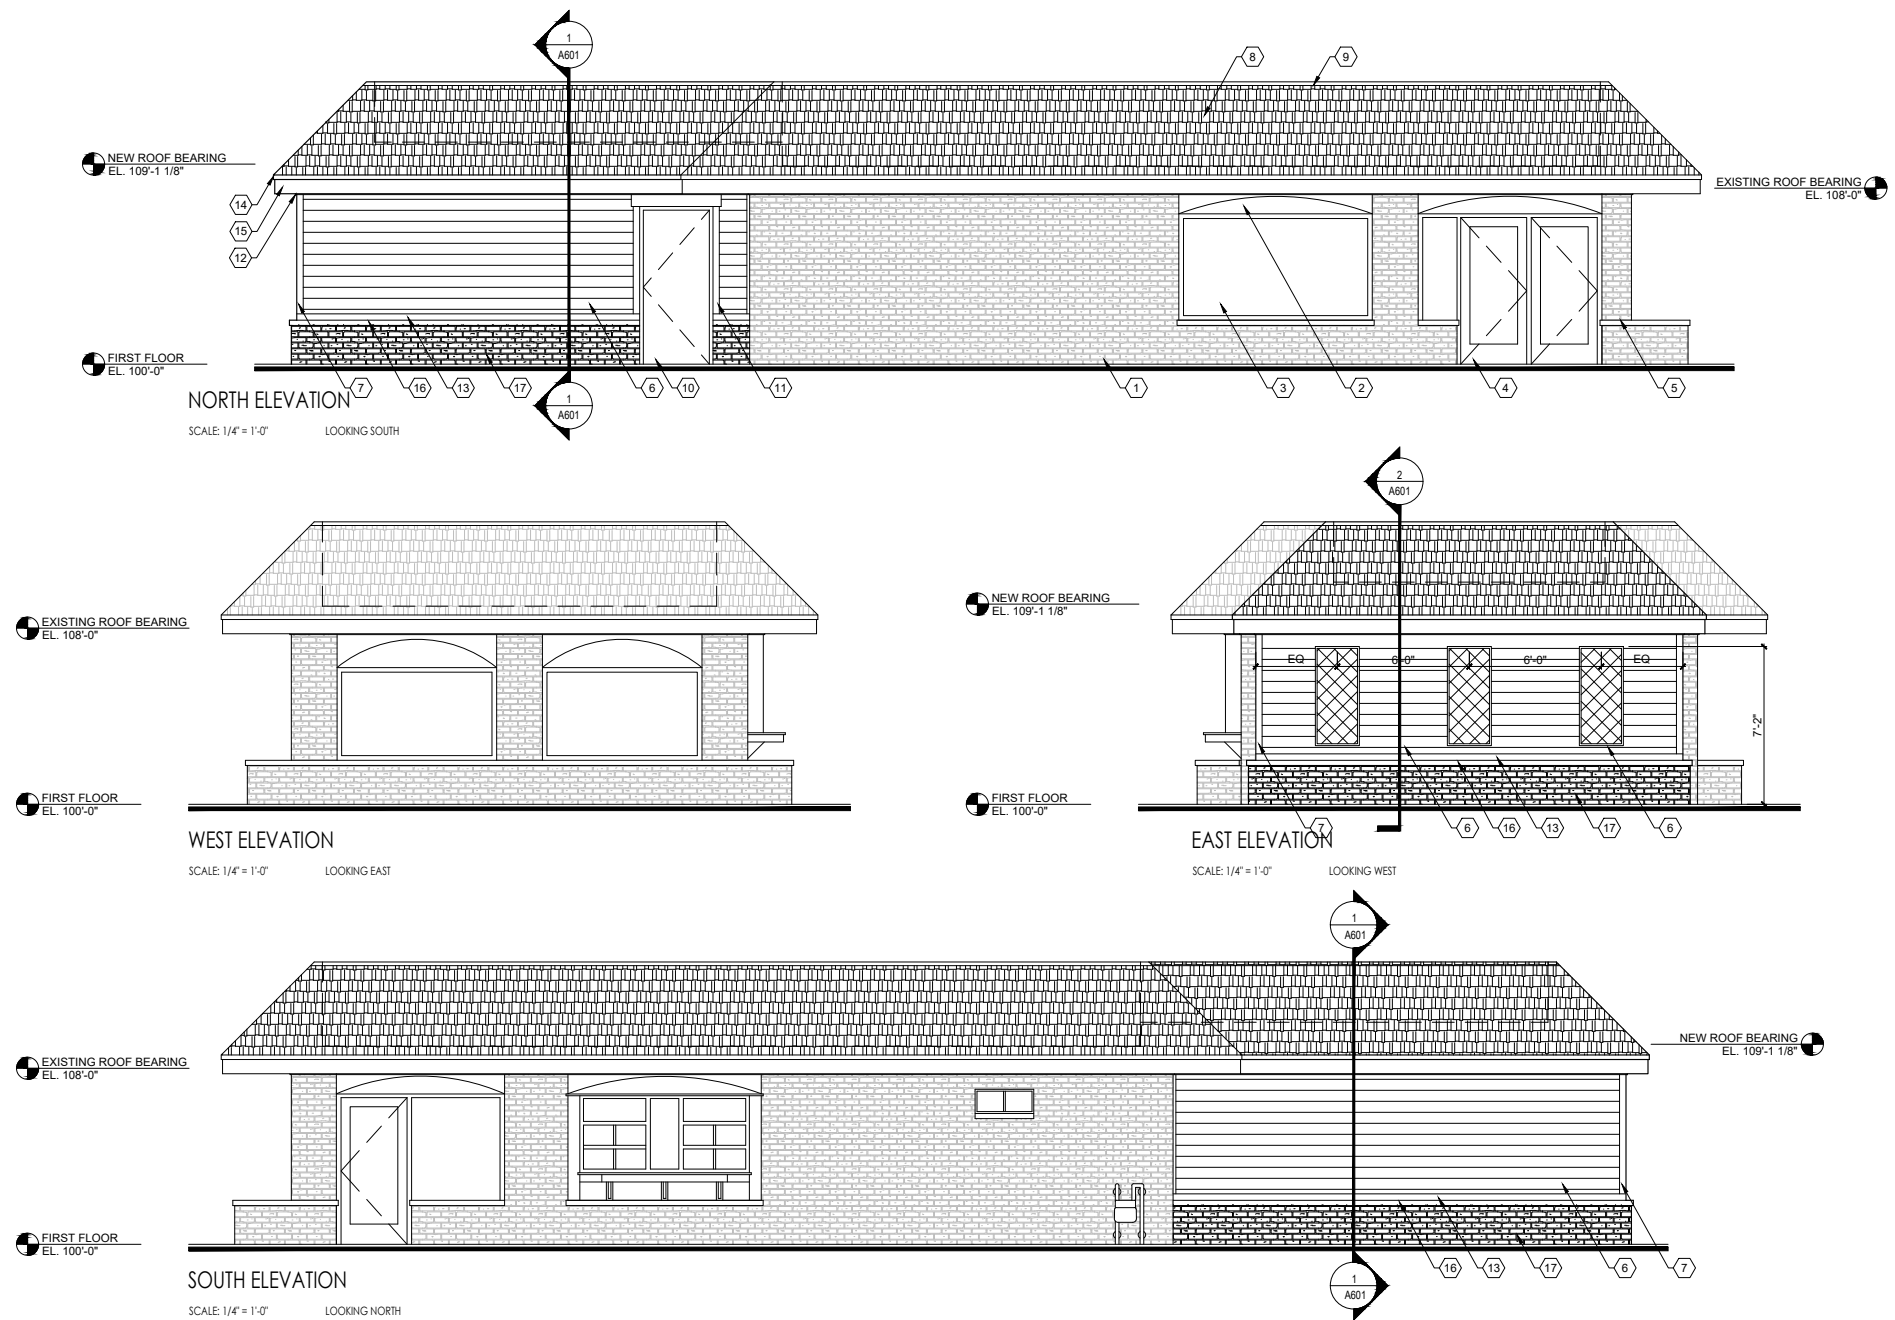 1
A601
8
9
NEW ROOF BEARING
EL. 109'-1 1/8"
EXISTING ROOF BEARING
EL. 108'-0"
14
15
12
FIRST FLOOR
EL. 100'-0"
7
16
13
17
6
10
11
1
3
2
4
5
1
A601
NORTH ELEVATION
SCALE: 1/4" = 1'-0" LOOKING SOUTH
2
A601
EXISTING ROOF BEARING
EL. 108'-0"
FIRST FLOOR
EL. 100'-0"
WEST ELEVATION
SCALE: 1/4" = 1'-0" LOOKING EAST
NEW ROOF BEARING
EL. 109'-1 1/8"
EQ 6'-0" 6'-0" EQ
7'-2"
FIRST FLOOR
EL. 100'-0"
7
6
16
13
17
6
EAST ELEVATION
SCALE: 1/4" = 1'-0" LOOKING WEST
1
A601
EXISTING ROOF BEARING
EL. 108'-0"
NEW ROOF BEARING
EL. 109'-1 1/8"
FIRST FLOOR
EL. 100'-0"
16
13
17
6
7
1
A601
SOUTH ELEVATION
SCALE: 1/4" = 1'-0" LOOKING NORTH